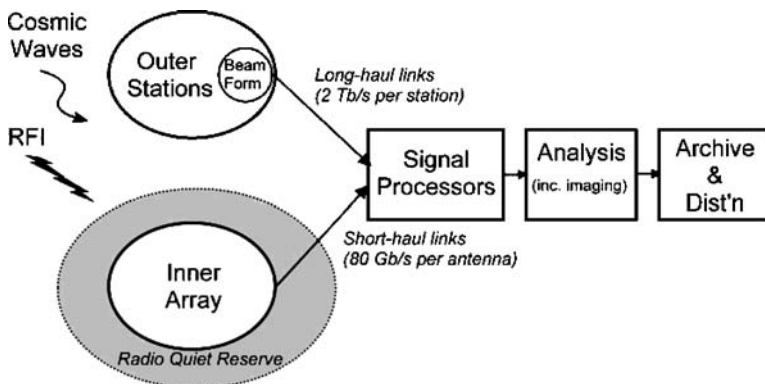 Cosmic
Waves
RFI
Outer
Stations
Beam
Form
Long-haul links
(2 Tb/s per station)
Signal
Processors
Analysis
(inc. imaging)
Archive
&
Dist'n
Short-haul links
(80 Gb/s per antenna)
Inner
Array
Radio Quiet Reserve